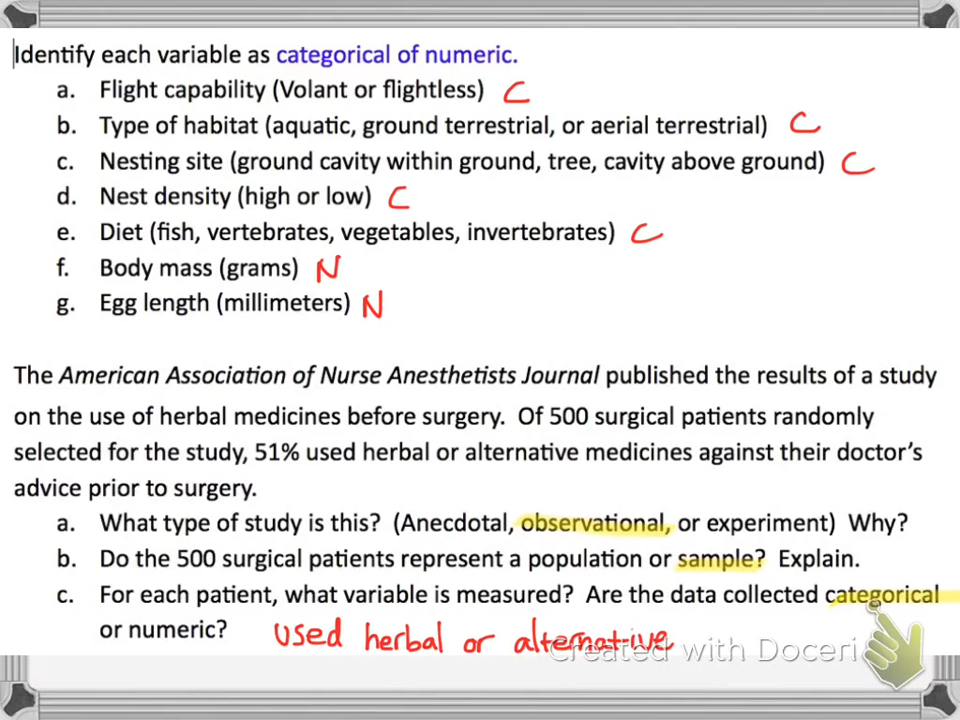 Identify each variable as categorical of numeric.
a. Flight capability (Volant or flightless) C
b. Type of habitat (aquatic, ground terrestrial, or aerial terrestrial) C
c. Nesting site (ground cavity within ground, tree, cavity above ground) C
d. Nest density (high or low) C
e. Diet (fish, vertebrates, vegetables, invertebrates) C
f. Body mass (grams) N
g. Egg length (millimeters) N
The American Association of Nurse Anesthetists Journal published the results of a study
on the use of herbal medicines before surgery. Of 500 surgical patients randomly
selected for the study, 51% used herbal or alternative medicines against their doctor's
advice prior to surgery.
a. What type of study is this? (Anecdotal, observational, or experiment) Why?
b. Do the 500 surgical patients represent a population or sample? Explain.
c. For each patient, what variable is measured? Are the data collected categorical
or numeric? used herbal or alternative
Created with Doceri